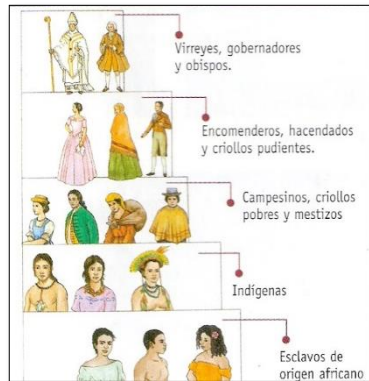 Virreyes, gobernadores
y obispos.
Encomenderos, hacendados
y criollos pudientes.
Campesinos, criollos
pobres y mestizos
Indígenas
Esclavos de
origen africano